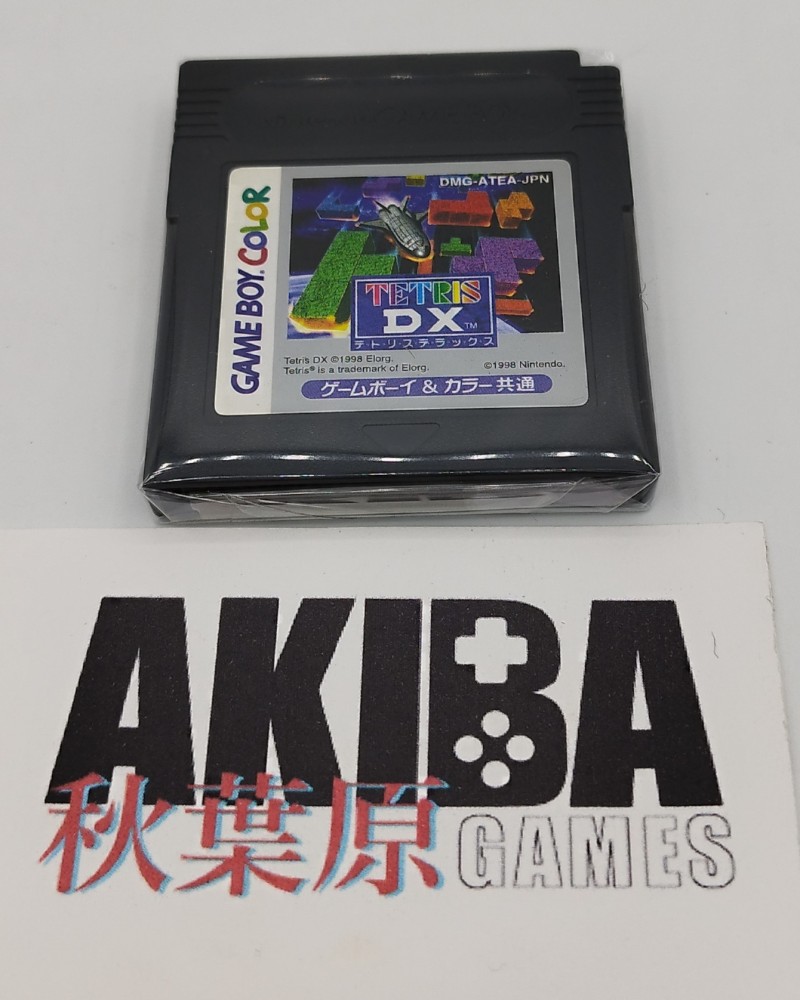 DMG-ATEA-JPN
GAME BOY COLOR
TETRIS
DX™
テ・ト・リ・ス・デ・ラ・ッ・ク・ス
Tetris DX ©1998 Elorg.
Tetris® is a trademark of Elorg.
©1998 Nintendo.
ゲームボーイ & カラー共通
AKIBA
秋葉原 GAMES